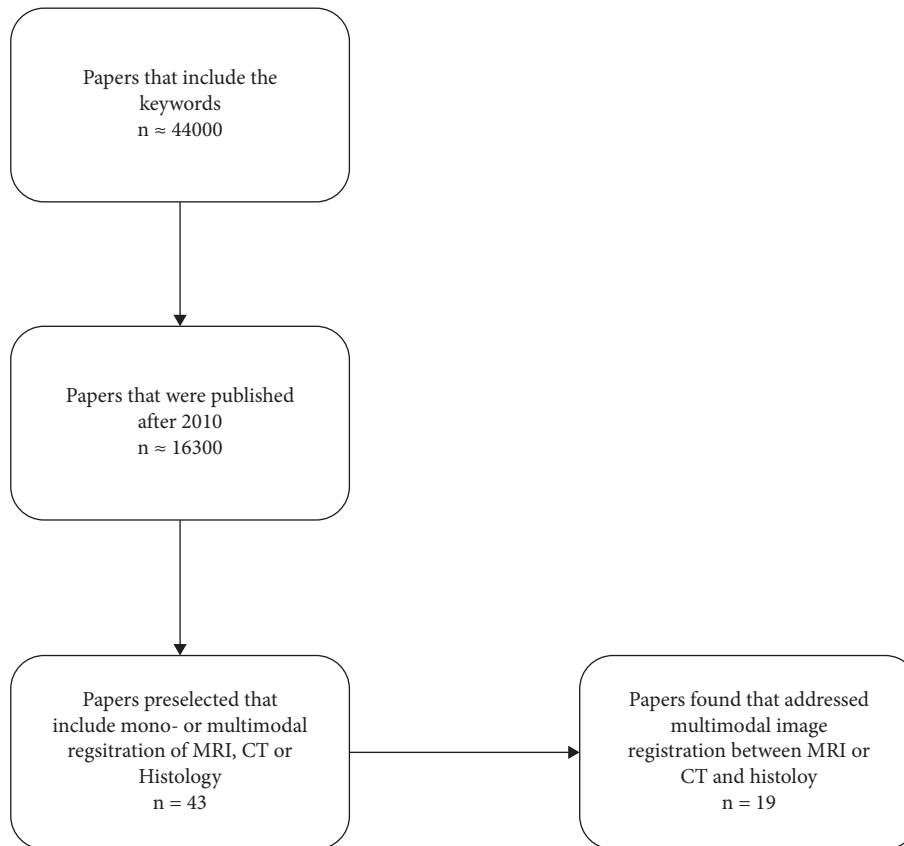 Papers that include the
keywords
n ≈ 44000
Papers that were published
after 2010
n ≈ 16300
Papers preselected that
include mono- or multimodal
regsitration of MRI, CT or
Histology
n = 43
Papers found that addressed
multimodal image
registration between MRI or
CT and histoloy
n = 19